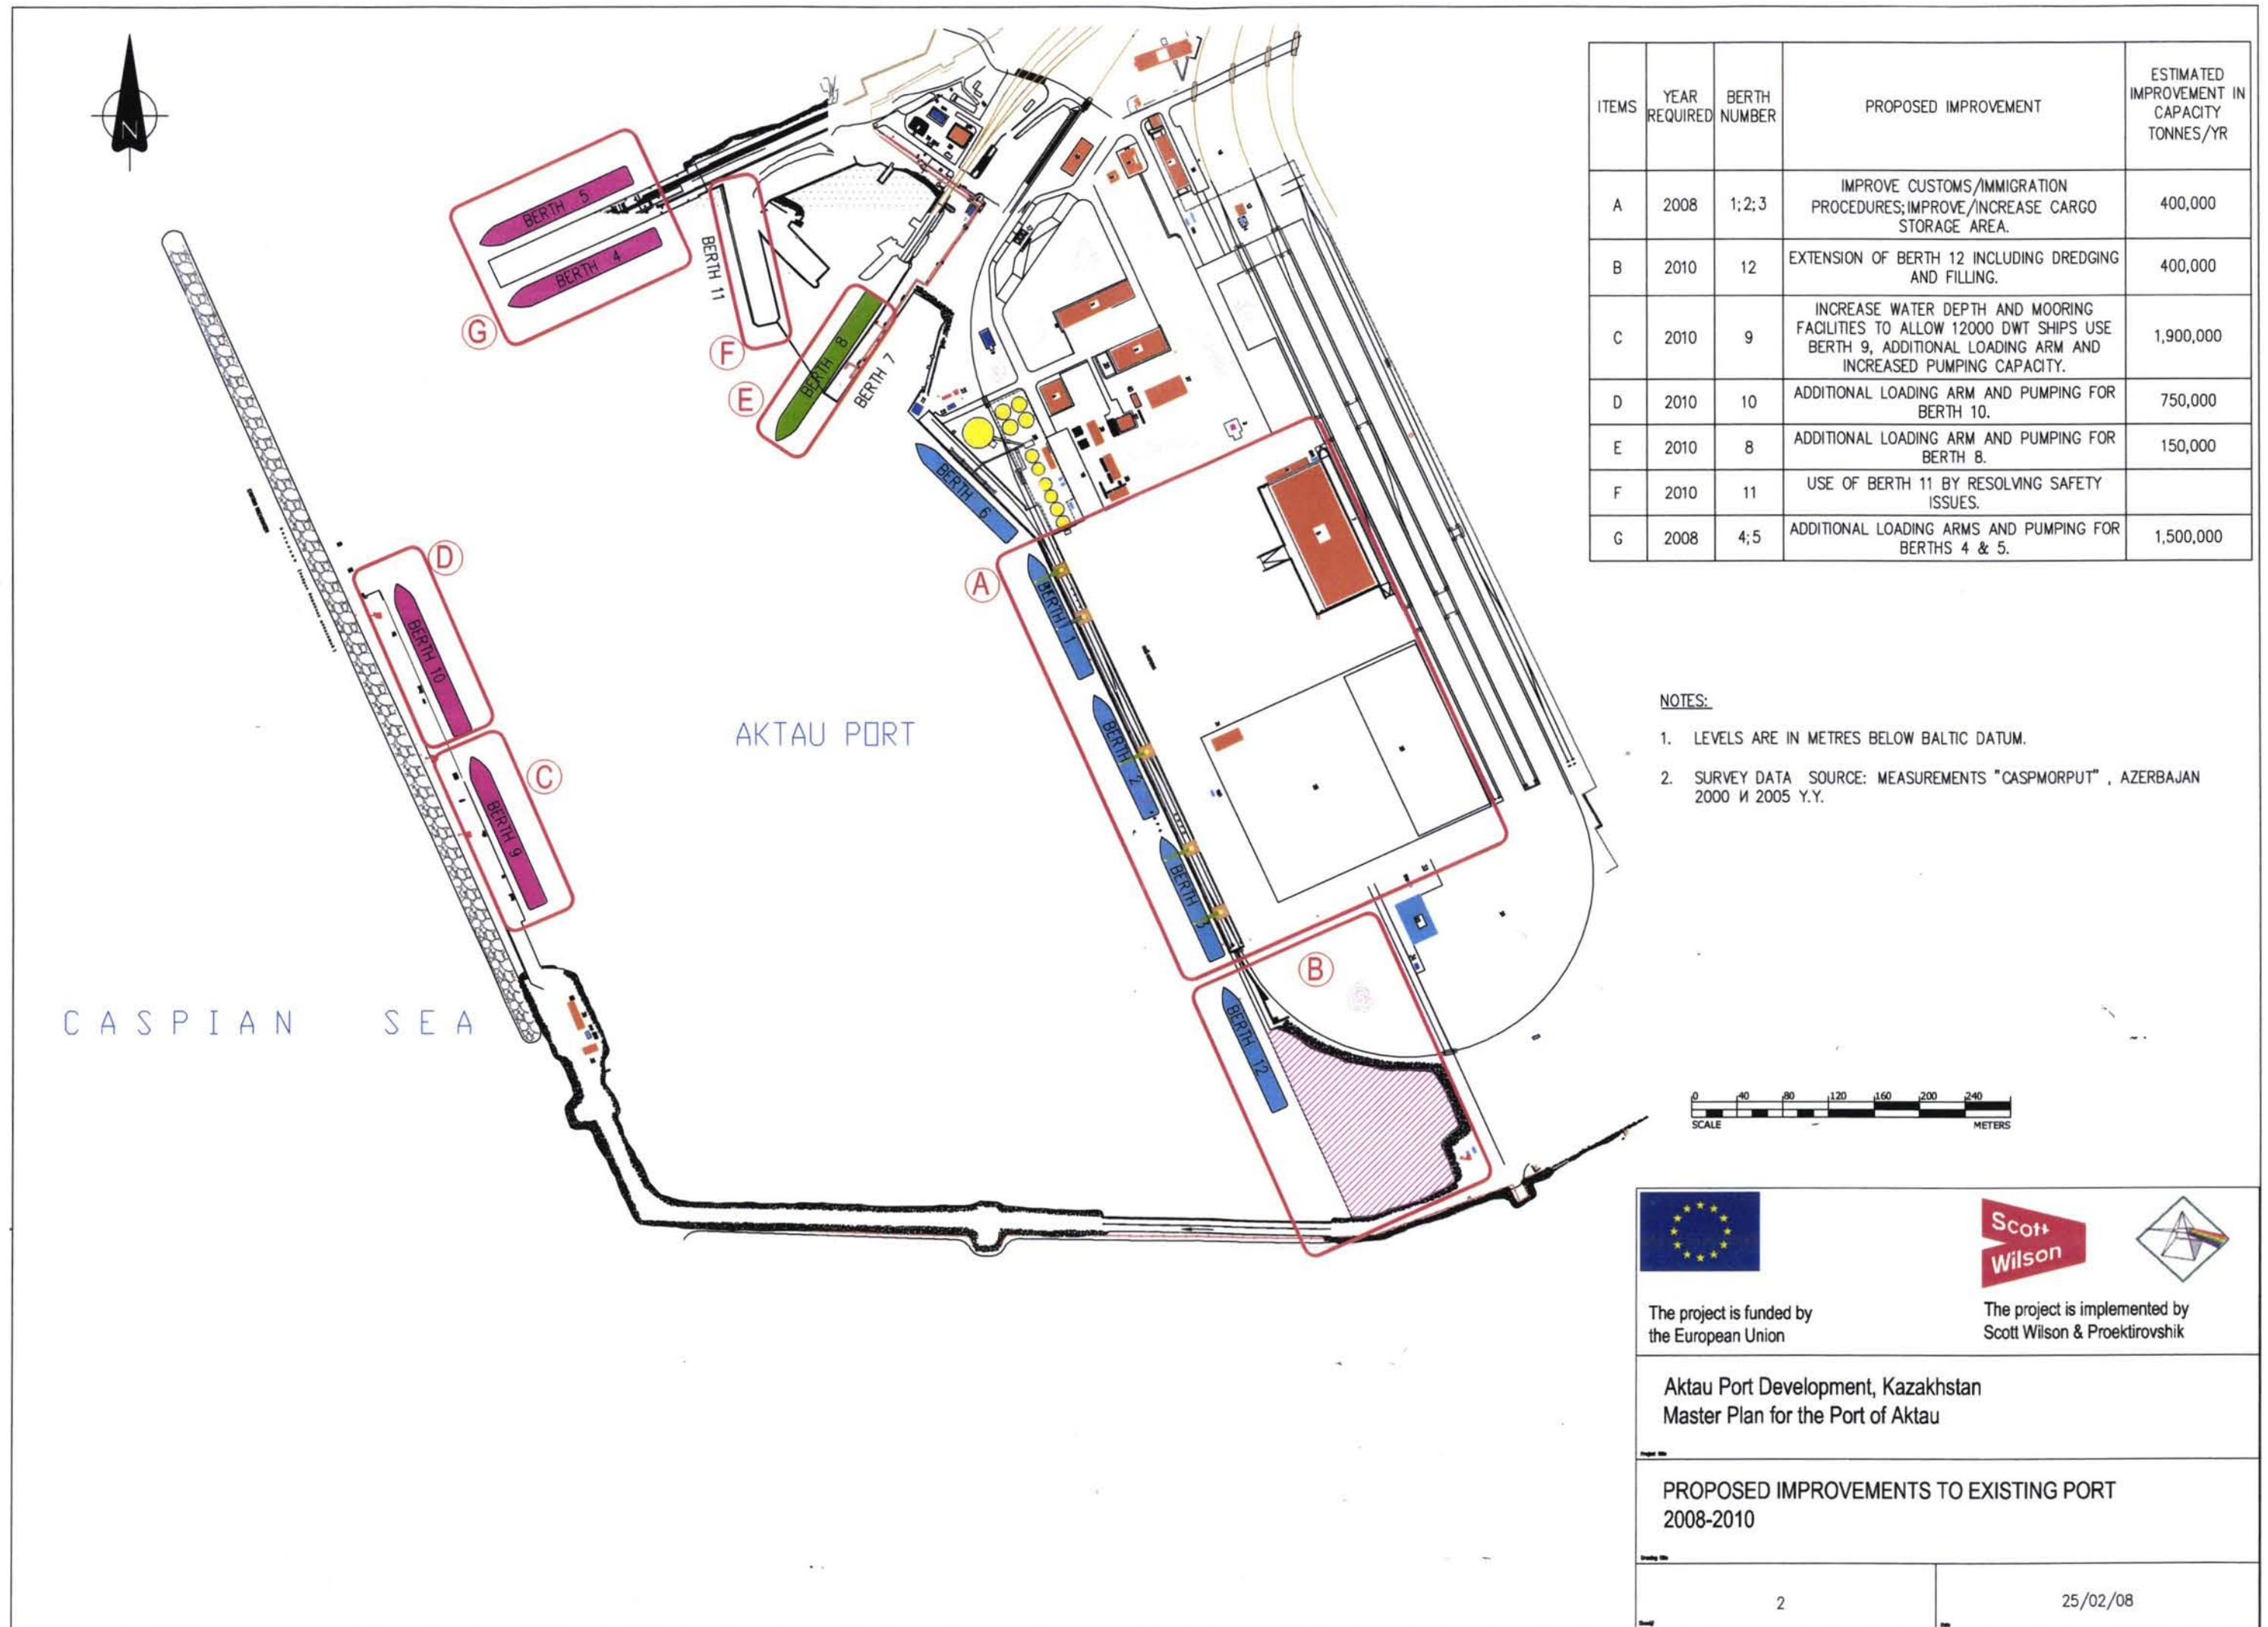 N
BERTH 5
BERTH 4
G
BERTH 11
F
BERTH 8
BERTH 7
E
BERTH 6
A
BERTH 1
BERTH 2
BERTH 3
B
BERTH 12
D
BERTH 10
C
BERTH 9
AKTAU PORT
CASPIAN SEA
ITEMS
YEAR
REQUIRED
BERTH
NUMBER
PROPOSED IMPROVEMENT
ESTIMATED
IMPROVEMENT IN
CAPACITY
TONNES/YR
A
2008
1;2;3
IMPROVE CUSTOMS/IMMIGRATION
PROCEDURES;IMPROVE/INCREASE CARGO
STORAGE AREA.
400,000
B
2010
12
EXTENSION OF BERTH 12 INCLUDING DREDGING
AND FILLING.
400,000
C
2010
9
INCREASE WATER DEPTH AND MOORING
FACILITIES TO ALLOW 12000 DWT SHIPS USE
BERTH 9, ADDITIONAL LOADING ARM AND
INCREASED PUMPING CAPACITY.
1,900,000
D
2010
10
ADDITIONAL LOADING ARM AND PUMPING FOR
BERTH 10.
750,000
E
2010
8
ADDITIONAL LOADING ARM AND PUMPING FOR
BERTH 8.
150,000
F
2010
11
USE OF BERTH 11 BY RESOLVING SAFETY
ISSUES.
G
2008
4;5
ADDITIONAL LOADING ARMS AND PUMPING FOR
BERTHS 4 & 5.
1,500,000
NOTES:
1. LEVELS ARE IN METRES BELOW BALTIC DATUM.
2. SURVEY DATA SOURCE: MEASUREMENTS "CASPMORPUT" , AZERBAJAN
2000 И 2005 Y.Y.
0 40 80 120 160 200 240
SCALE METERS
Scott
Wilson
The project is funded by
the European Union
The project is implemented by
Scott Wilson & Proektirovshik
Aktau Port Development, Kazakhstan
Master Plan for the Port of Aktau
Project title
PROPOSED IMPROVEMENTS TO EXISTING PORT
2008-2010
Drawing title
2
25/02/08